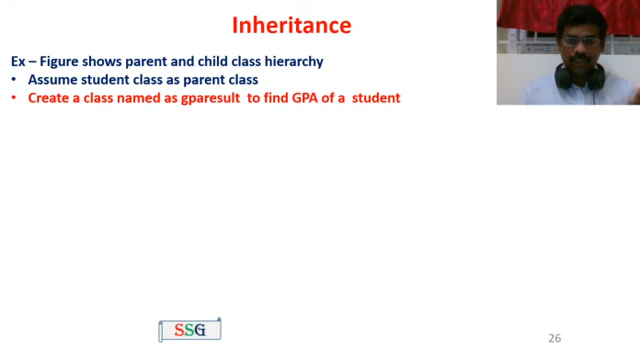 Inheritance
Ex – Figure shows parent and child class hierarchy
• Assume student class as parent class
• Create a class named as gparesult to find GPA of a student
SSG
26